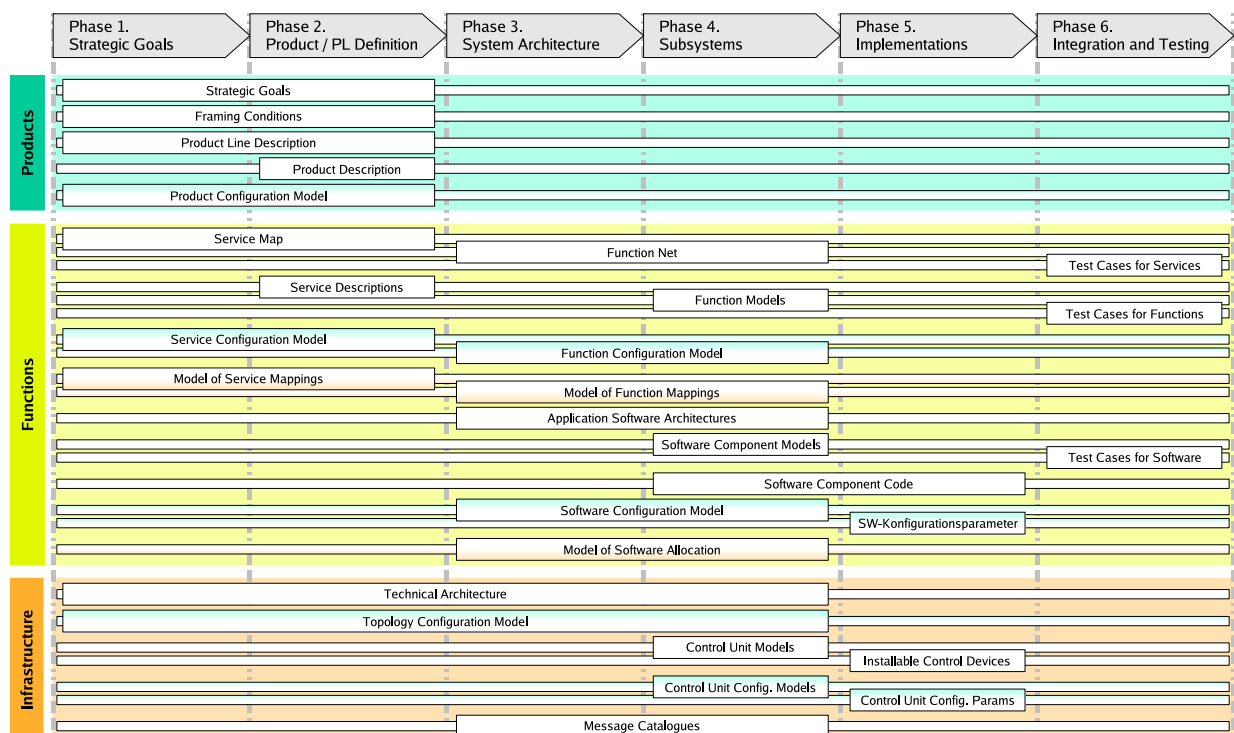 Phase 1.
Strategic Goals
Phase 2.
Product / PL Definition
Phase 3.
System Architecture
Phase 4.
Subsystems
Phase 5.
Implementations
Phase 6.
Integration and Testing
Products
Strategic Goals
Framing Conditions
Product Line Description
Product Description
Product Configuration Model
Functions
Service Map
Function Net
Test Cases for Services
Service Descriptions
Function Models
Test Cases for Functions
Service Configuration Model
Function Configuration Model
Model of Service Mappings
Model of Function Mappings
Application Software Architectures
Software Component Models
Test Cases for Software
Software Component Code
Software Configuration Model
SW-Konfigurationsparameter
Model of Software Allocation
Infrastructure
Technical Architecture
Topology Configuration Model
Control Unit Models
Installable Control Devices
Control Unit Config. Models
Control Unit Config. Params
Message Catalogues